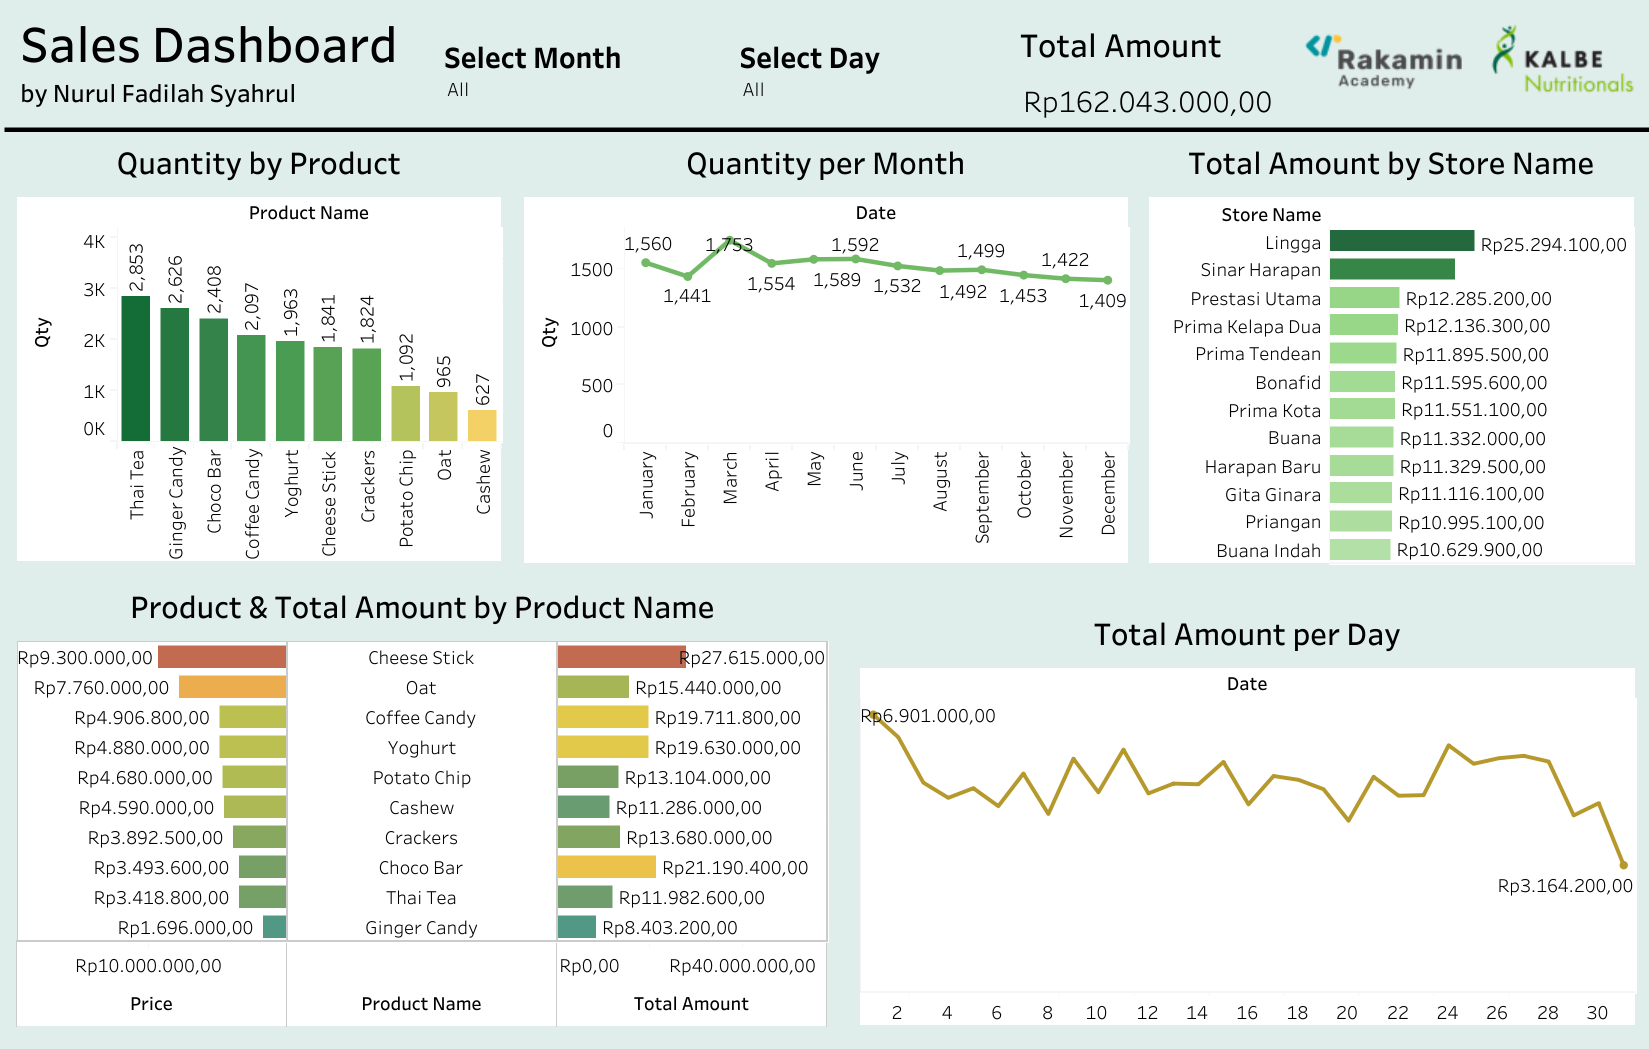 Sales Dashboard
by Nurul Fadilah Syahrul
Select Month
All
Select Day
All
Total Amount
Rp162.043.000,00
Rakamin
Academy
KALBE
Nutritionals
Quantity by Product
Product Name
Qty
4K
3K
2K
1K
0K
2,853
2,626
2,408
2,097
1,963
1,841
1,824
1,092
965
627
Thai Tea
Ginger Candy
Choco Bar
Coffee Candy
Yoghurt
Cheese Stick
Crackers
Potato Chip
Oat
Cashew
Quantity per Month
Date
Qty
1500
1000
500
0
1,560
1,441
1,753
1,554
1,589
1,592
1,532
1,492
1,499
1,453
1,422
1,409
January
February
March
April
May
June
July
August
September
October
November
December
Total Amount by Store Name
Store Name
Lingga Rp25.294.100,00
Sinar Harapan
Prestasi Utama Rp12.285.200,00
Prima Kelapa Dua Rp12.136.300,00
Prima Tendean Rp11.895.500,00
Bonafid Rp11.595.600,00
Prima Kota Rp11.551.100,00
Buana Rp11.332.000,00
Harapan Baru Rp11.329.500,00
Gita Ginara Rp11.116.100,00
Priangan Rp10.995.100,00
Buana Indah Rp10.629.900,00
Product & Total Amount by Product Name
Rp9.300.000,00 Cheese Stick Rp27.615.000,00
Rp7.760.000,00 Oat Rp15.440.000,00
Rp4.906.800,00 Coffee Candy Rp19.711.800,00
Rp4.880.000,00 Yoghurt Rp19.630.000,00
Rp4.680.000,00 Potato Chip Rp13.104.000,00
Rp4.590.000,00 Cashew Rp11.286.000,00
Rp3.892.500,00 Crackers Rp13.680.000,00
Rp3.493.600,00 Choco Bar Rp21.190.400,00
Rp3.418.800,00 Thai Tea Rp11.982.600,00
Rp1.696.000,00 Ginger Candy Rp8.403.200,00
Rp10.000.000,00 Rp0,00 Rp40.000.000,00
Price Product Name Total Amount
Total Amount per Day
Date
Rp6.901.000,00
Rp3.164.200,00
2 4 6 8 10 12 14 16 18 20 22 24 26 28 30